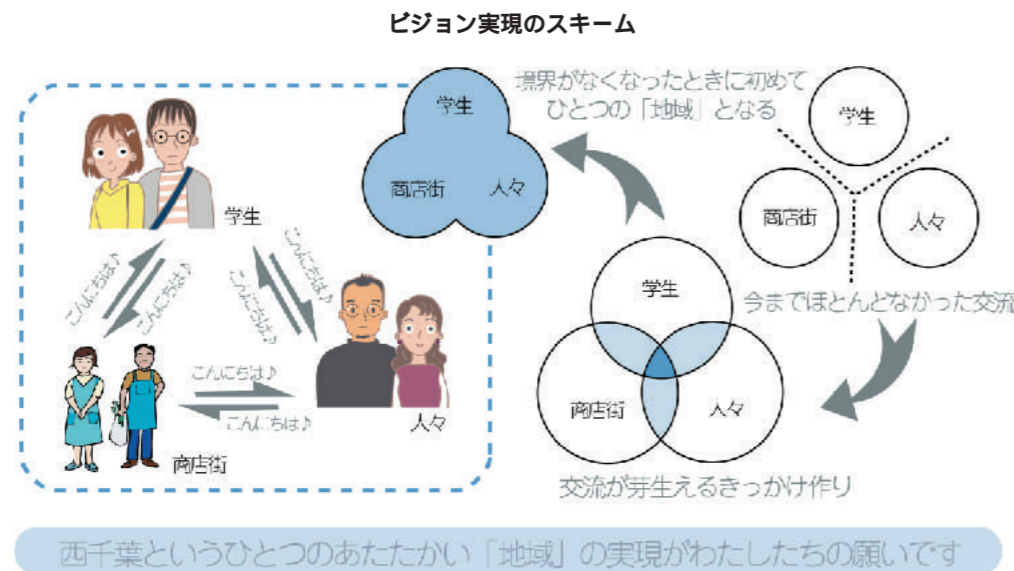 ビジョン実現のスキーム
学生
こんにちは♪
こんにちは♪
こんにちは♪
こんにちは♪
こんにちは♪
こんにちは♪
商店街
人々
学生
商店街
人々
境界がなくなったときに初めて
ひとつの「地域」となる
学生
商店街
人々
今までほとんどなかった交流
学生
商店街
人々
交流が芽生えるきっかけ作り
西千葉というひとつのあたたかい「地域」の実現がわたしたちの願いです